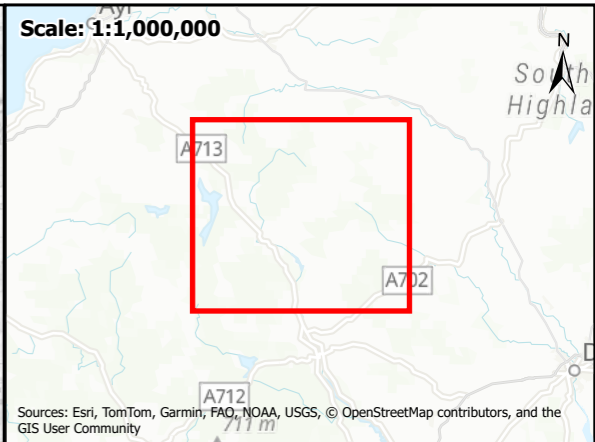 Ayr
Scale: 1:1,000,000
N
South
Highla
A713
A702
D
A712
711 m
Sources: Esri, TomTom, Garmin, FAO, NOAA, USGS, © OpenStreetMap contributors, and the
GIS User Community